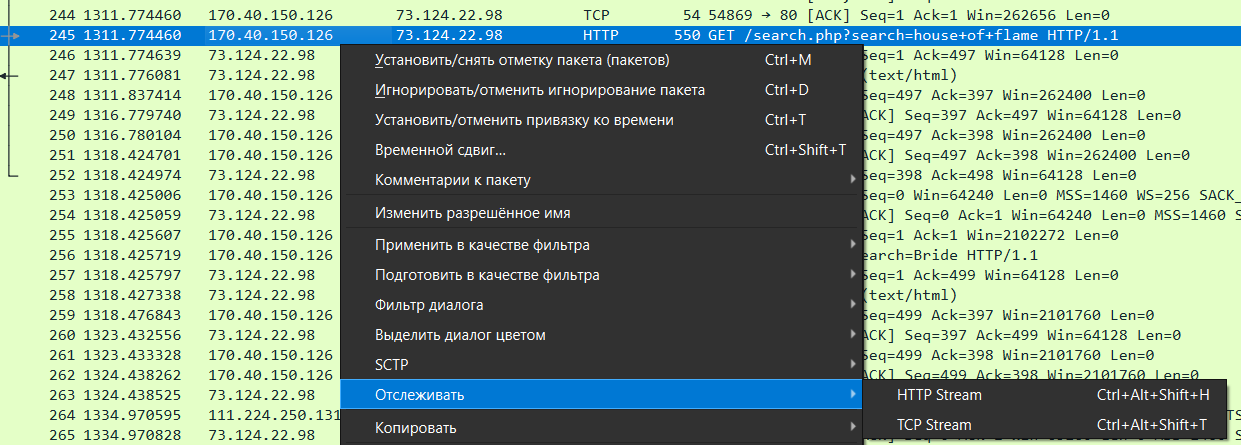 244 1311.774460 170.40.150.126 73.124.22.98 TCP 54 54869 → 80 [ACK] Seq=1 Ack=1 Win=262656 Len=0
245 1311.774460 170.40.150.126 73.124.22.98 HTTP 550 GET /search.php?search=house+of+flame HTTP/1.1
246 1311.774639 73.124.22.98 Seq=1 Ack=497 Win=64128 Len=0
Установить/снять отметку пакета (пакетов) Ctrl+M
247 1311.776081 73.124.22.98 (text/html)
Игнорировать/отменить игнорирование пакета Ctrl+D
248 1311.837414 170.40.150.126 Seq=497 Ack=397 Win=262400 Len=0
249 1316.779740 73.124.22.98 ACK] Seq=397 Ack=497 Win=64128 Len=0
Установить/отменить привязку ко времени Ctrl+T
250 1316.780104 170.40.150.126 Seq=497 Ack=398 Win=262400 Len=0
251 1318.424701 170.40.150.126 ACK] Seq=497 Ack=398 Win=262400 Len=0
Временной сдвиг... Ctrl+Shift+T
252 1318.424974 73.124.22.98 Seq=398 Ack=498 Win=64128 Len=0
Комментарии к пакету
253 1318.425006 170.40.150.126 Seq=0 Win=64240 Len=0 MSS=1460 WS=256 SACK_
254 1318.425059 73.124.22.98 ACK] Seq=0 Ack=1 Win=64240 Len=0 MSS=1460 S
Изменить разрешённое имя
255 1318.425607 170.40.150.126 Seq=1 Ack=1 Win=2102272 Len=0
Применить в качестве фильтра
256 1318.425719 170.40.150.126 earch=Bride HTTP/1.1
257 1318.425797 73.124.22.98 Seq=1 Ack=499 Win=64128 Len=0
Подготовить в качестве фильтра
258 1318.427338 73.124.22.98 (text/html)
Фильтр диалога
259 1318.476843 170.40.150.126 Seq=499 Ack=397 Win=2101760 Len=0
260 1323.432556 73.124.22.98 ACK] Seq=397 Ack=499 Win=64128 Len=0
Выделить диалог цветом
261 1323.433328 170.40.150.126 Seq=499 Ack=398 Win=2101760 Len=0
SCTP
262 1324.438262 170.40.150.126 ACK] Seq=499 Ack=398 Win=2101760 Len=0
263 1324.438525 73.124.22.98
Отслеживать
HTTP Stream Ctrl+Alt+Shift+H
264 1334.970595 111.224.250.131 TS
265 1334.970828 73.124.22.98
Копировать
TCP Stream Ctrl+Alt+Shift+T